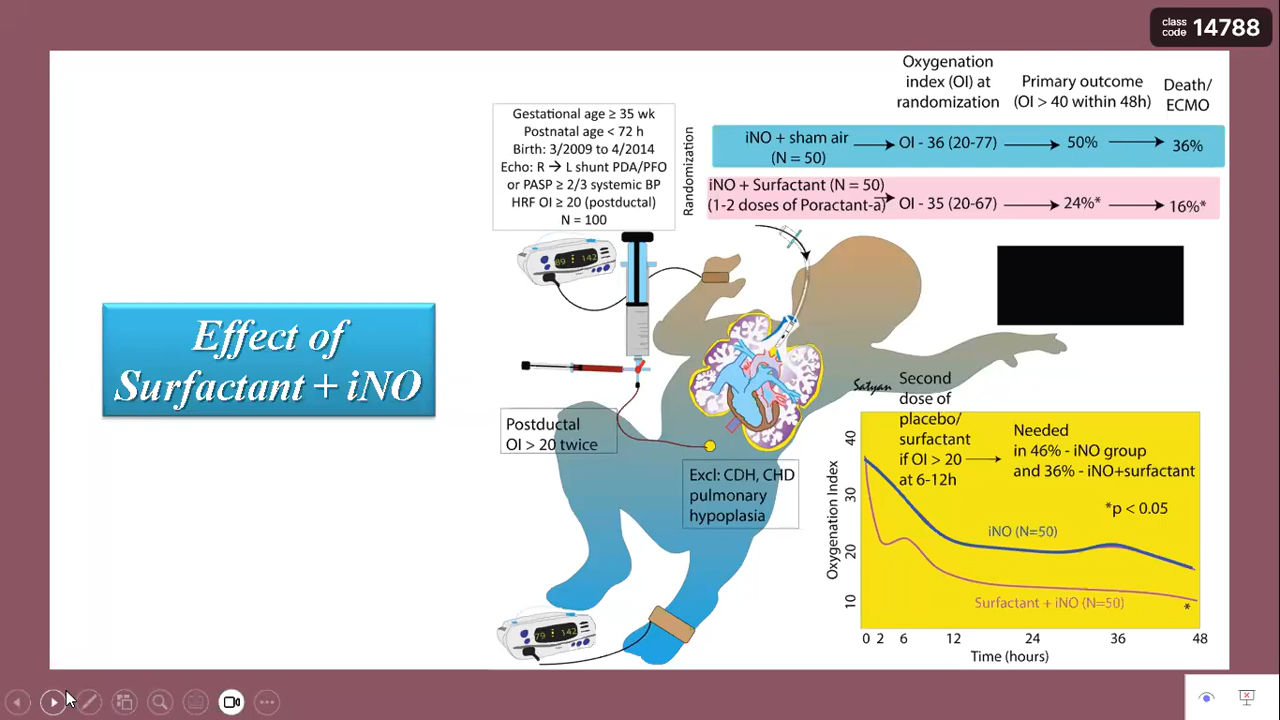 class
code 14788
Effect of
Surfactant + iNO
Gestational age ≥ 35 wk
Postnatal age < 72 h
Birth: 3/2009 to 4/2014
Echo: R → L shunt PDA/PFO
or PASP ≥ 2/3 systemic BP
HRF OI ≥ 20 (postductal)
N = 100
Randomization
Oxygenation
index (OI) at
randomization
Primary outcome
(OI > 40 within 48h)
Death/
ECMO
iNO + sham air
(N = 50)
OI - 36 (20-77)
50%
36%
iNO + Surfactant (N = 50)
(1-2 doses of Poractant-a)
OI - 35 (20-67)
24%*
16%*
89 142
Postductal
OI > 20 twice
Excl: CDH, CHD
pulmonary
hypoplasia
79 142
Satyan
Second
dose of
placebo/
surfactant
if OI > 20
at 6-12h
Needed
in 46% - iNO group
and 36% - iNO+surfactant
*p < 0.05
iNO (N=50)
Surfactant + iNO (N=50)
*
Oxygenation Index
40
30
20
10
0 2 6 12 24 36 48
Time (hours)